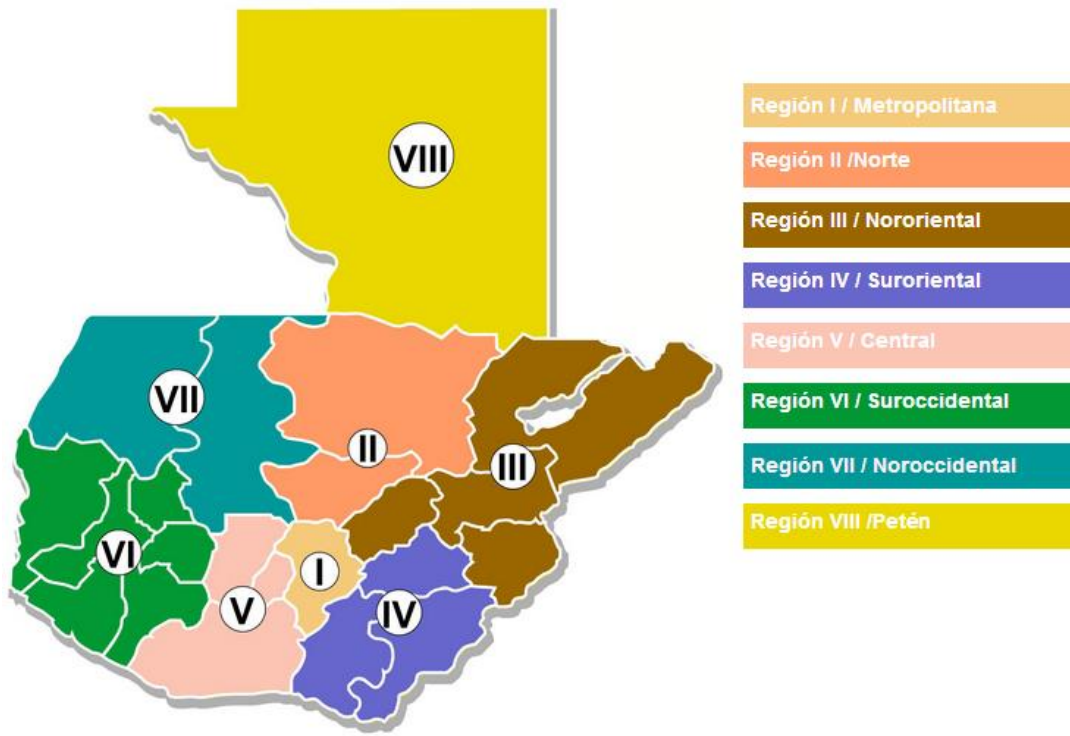 VIII
VII
II
III
VI
I
V
IV
Región I / Metropolitana
Región II /Norte
Región III / Nororiental
Región IV / Suroriental
Región V / Central
Región VI / Suroccidental
Región VII / Noroccidental
Región VIII /Petén